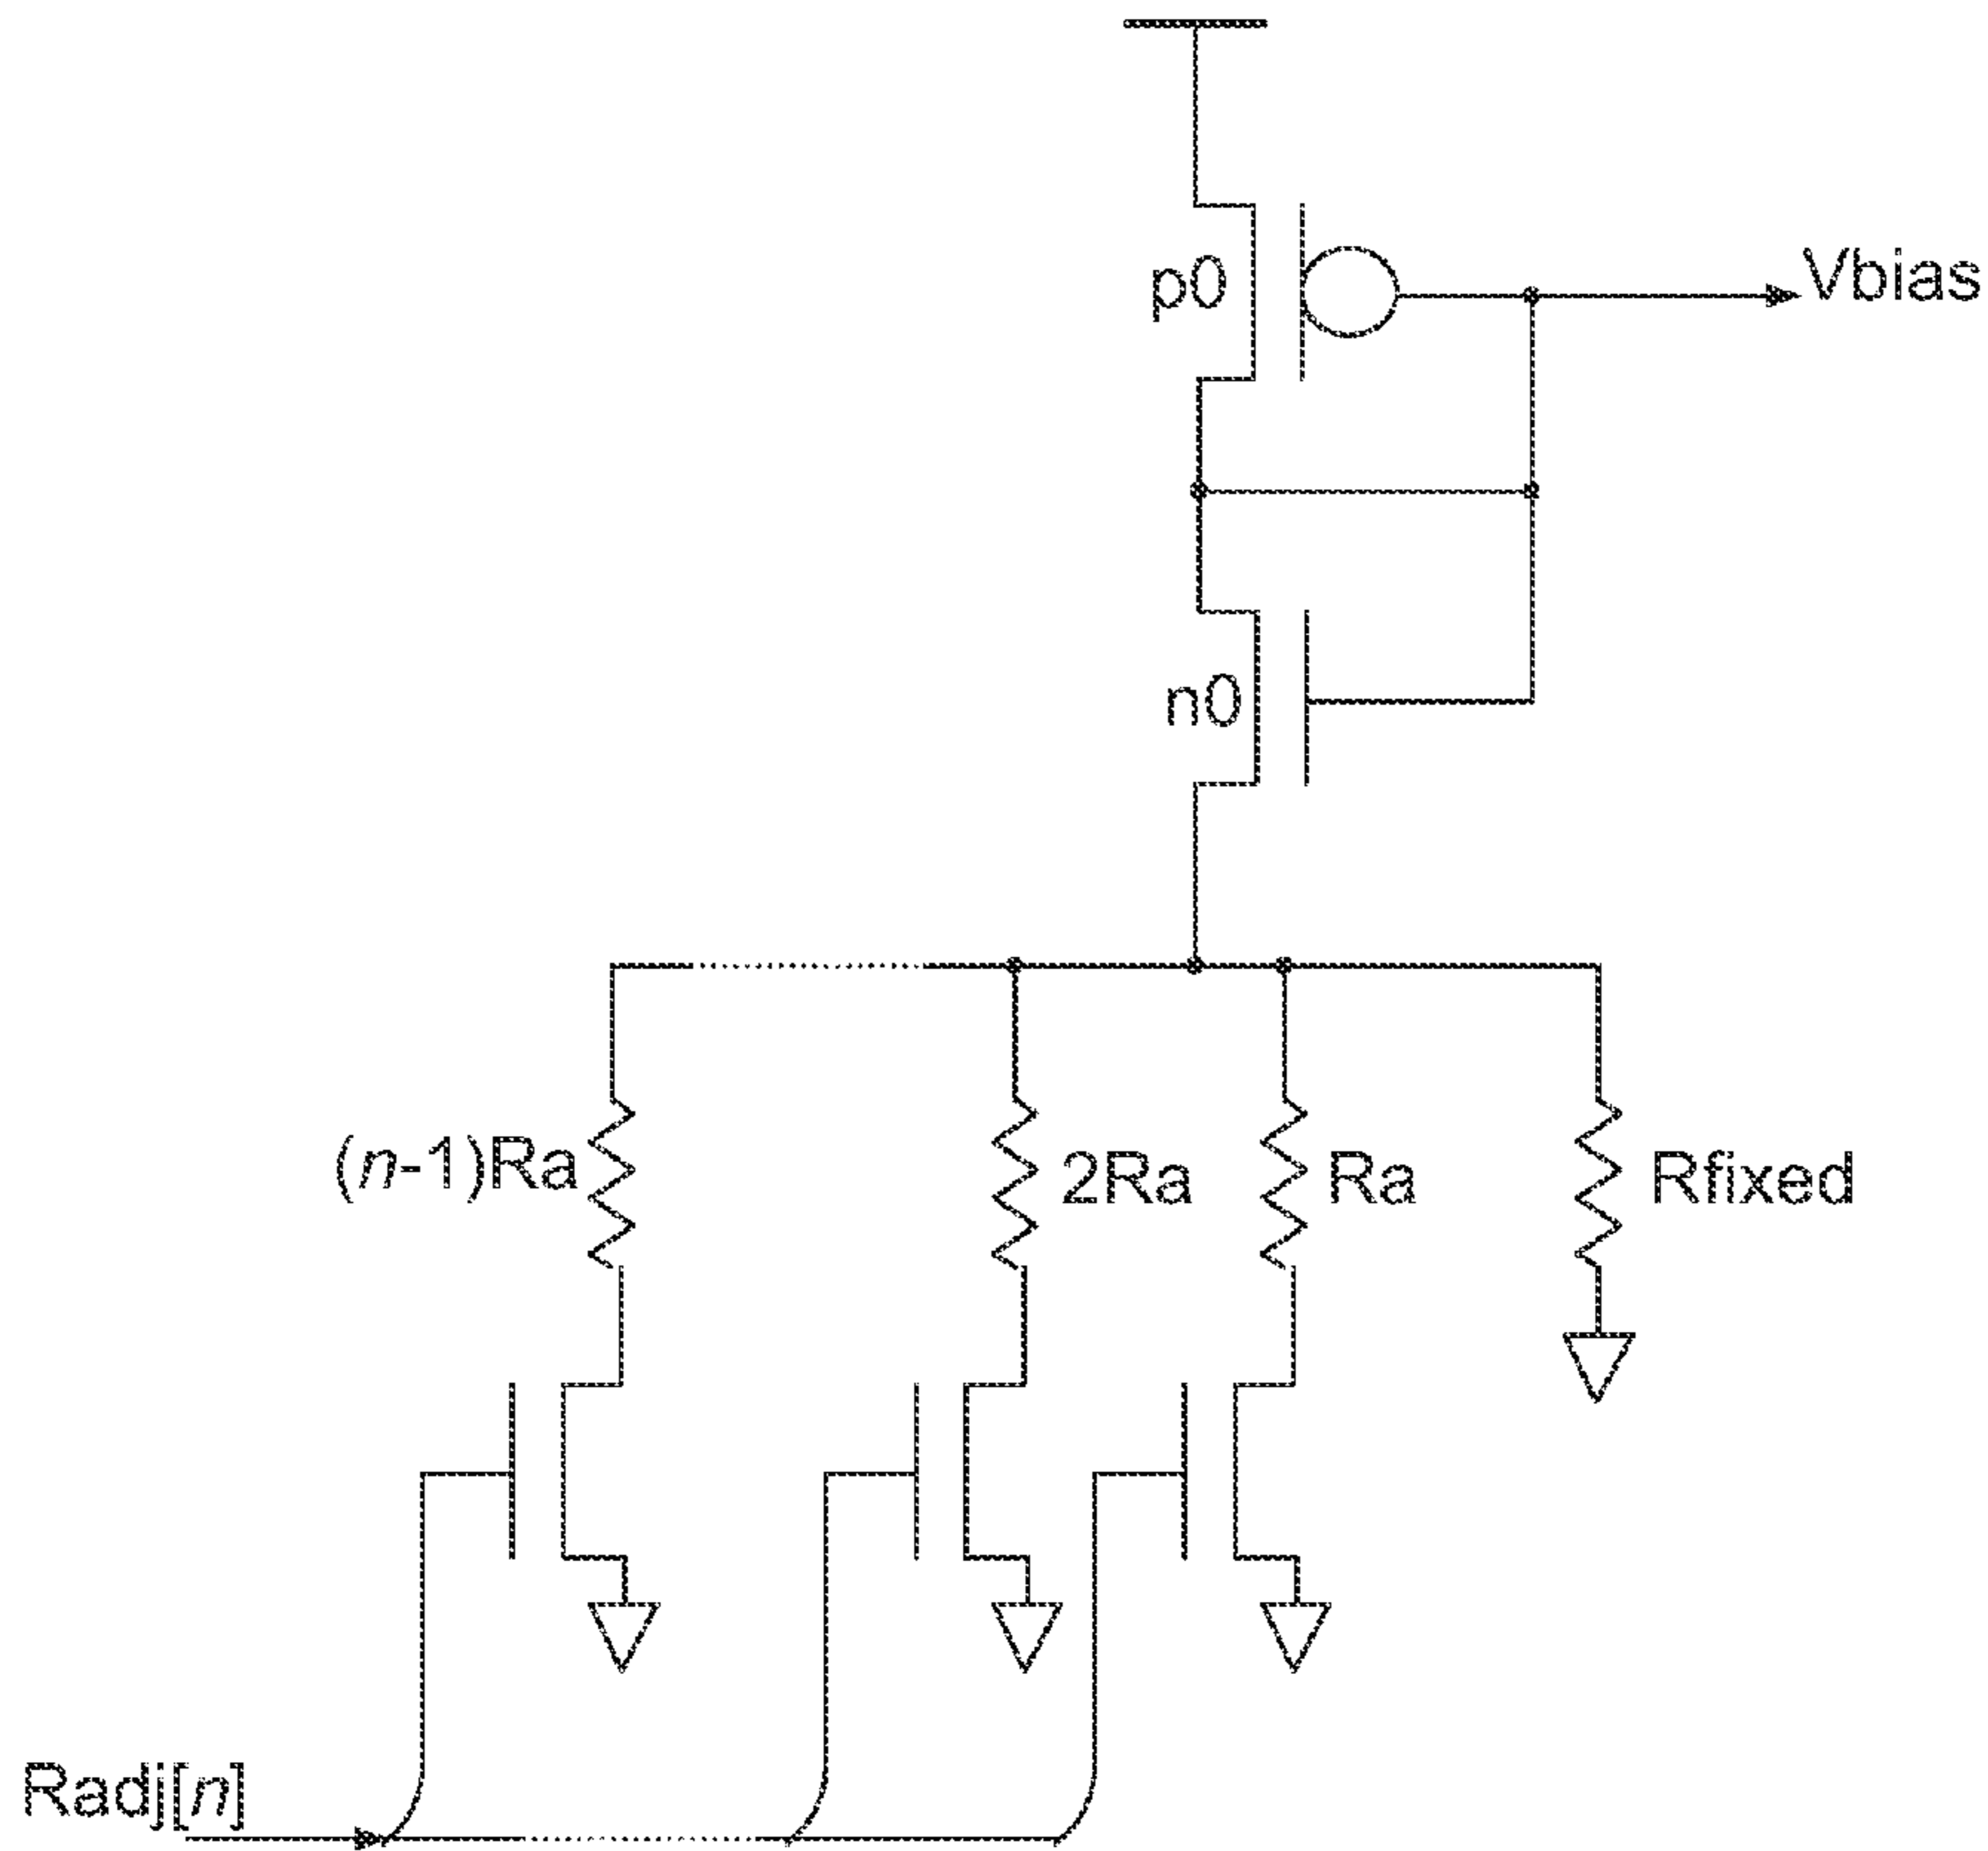 p0
Vbias
n0
(n-1)Ra
2Ra
Ra
Rfixed
Radj[n]